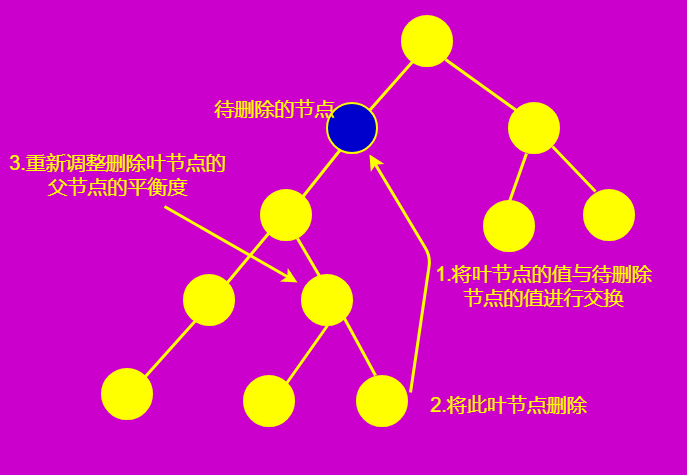 待删除的节点
3.重新调整删除叶节点的
父节点的平衡度
1.将叶节点的值与待删除
节点的值进行交换
2.将此叶节点删除